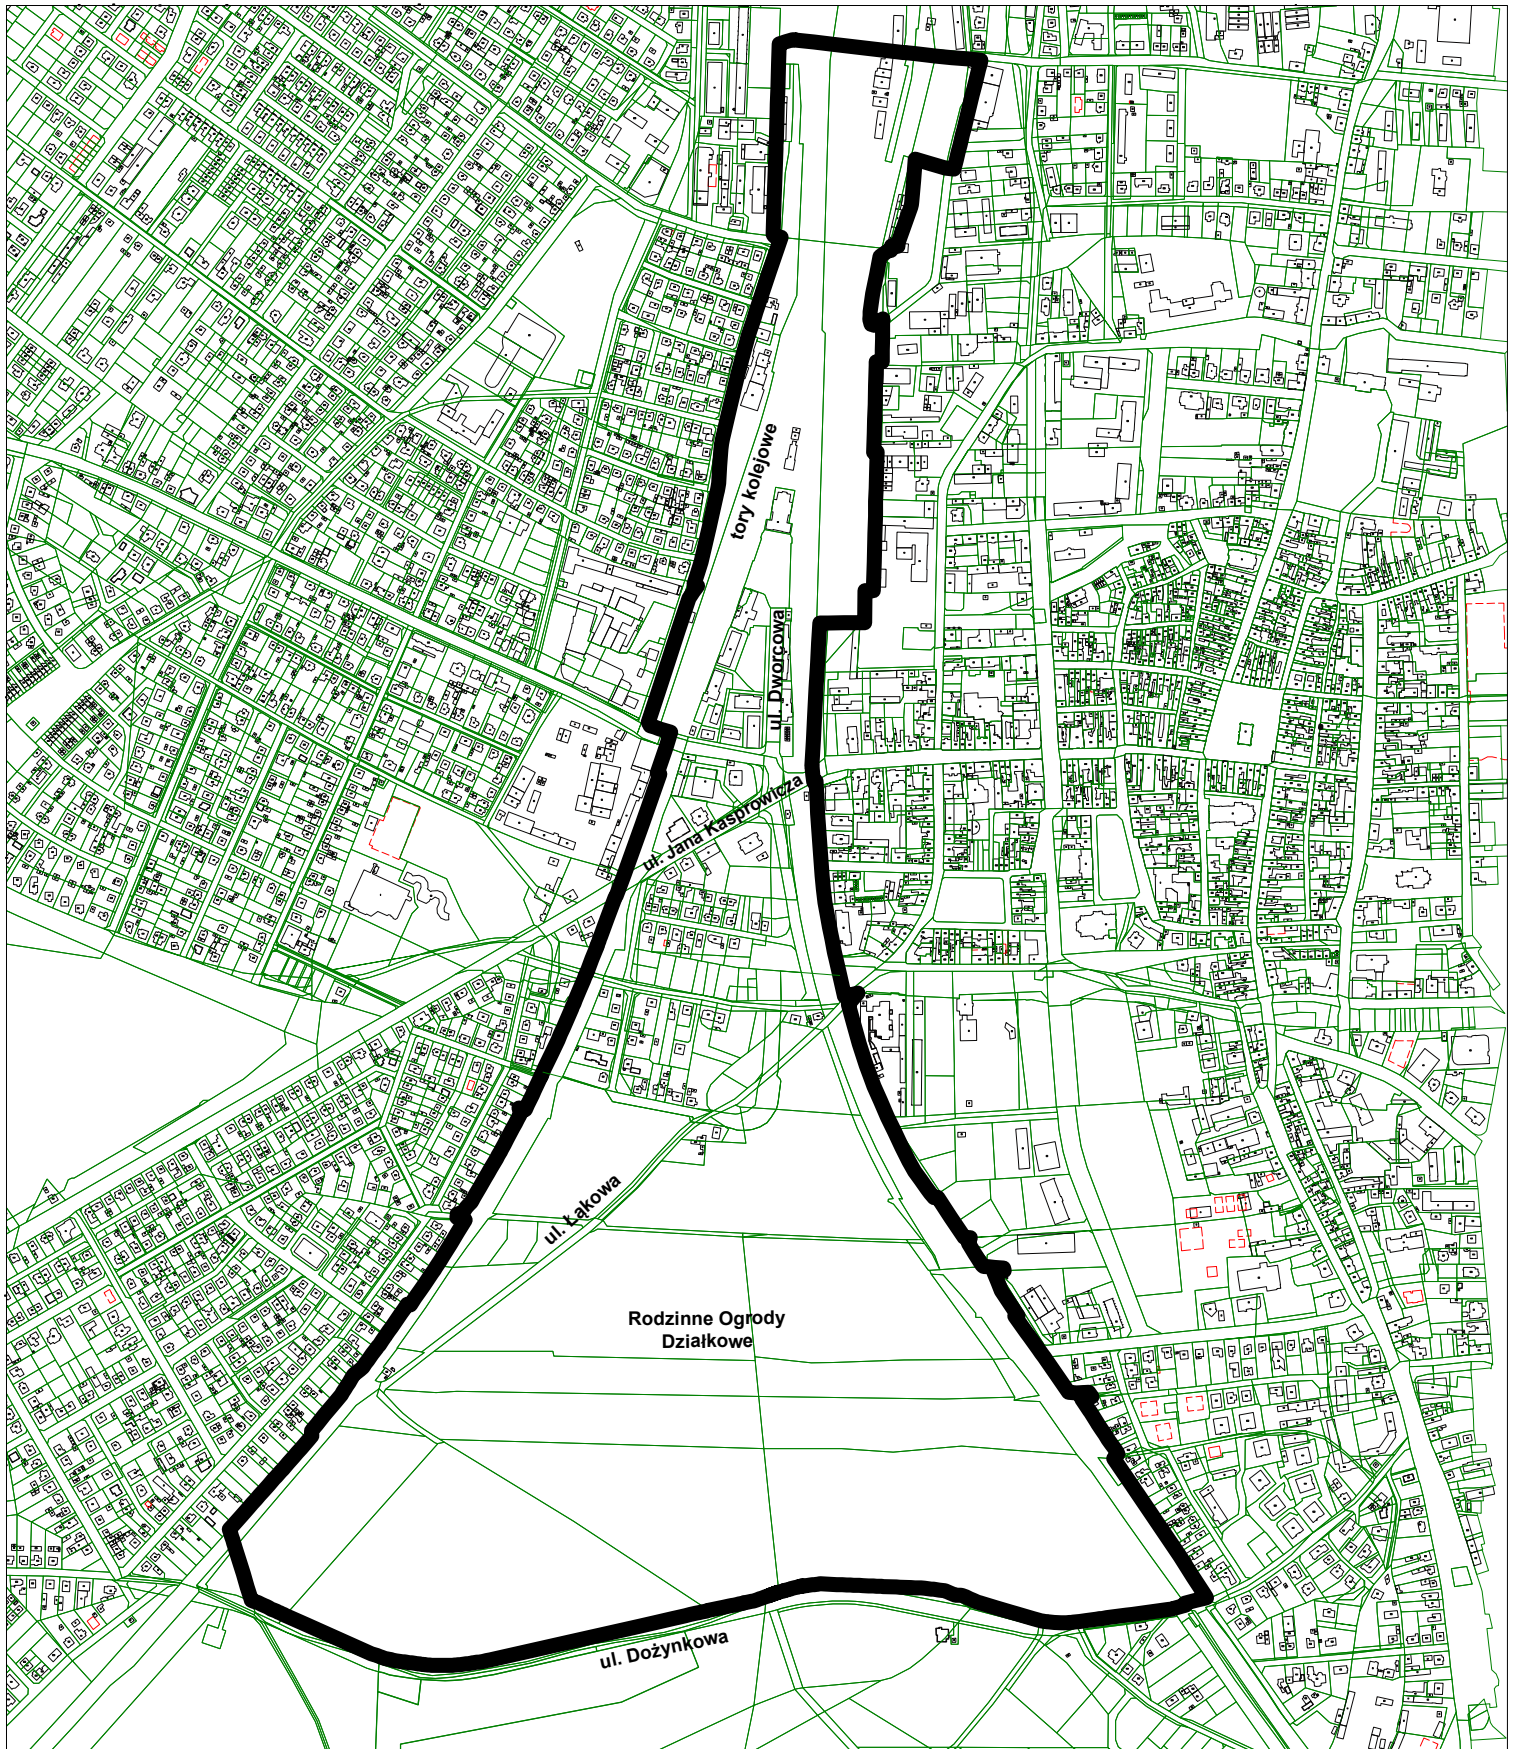 tory kolejowe
ul. Dworcowa
ul. Jana Kasprowicza
ul. Łąkowa
Rodzinne Ogrody
Działkowe
ul. Dożynkowa